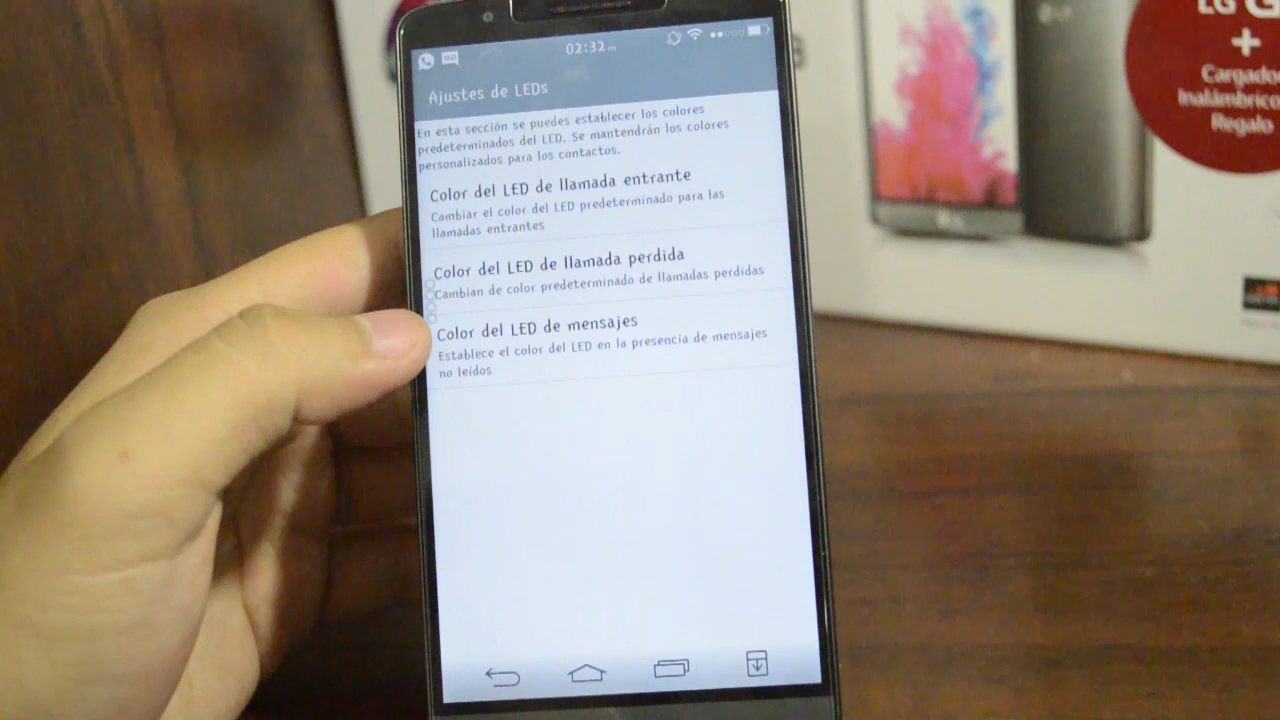 02:32
Ajustes de LEDs
En esta sección se puedes establecer los colores
predeterminados del LED. Se mantendrán los colores
personalizados para los contactos.
Color del LED de llamada entrante
Cambiar el color del LED predeterminado para las
llamadas entrantes
Color del LED de llamada perdida
Cambian de color predeterminado de llamadas perdidas
Color del LED de mensajes
Establece el color del LED en la presencia de mensajes
no leídos
LG G
+
Cargador
Inalámbrico
Regalo
LG
LG